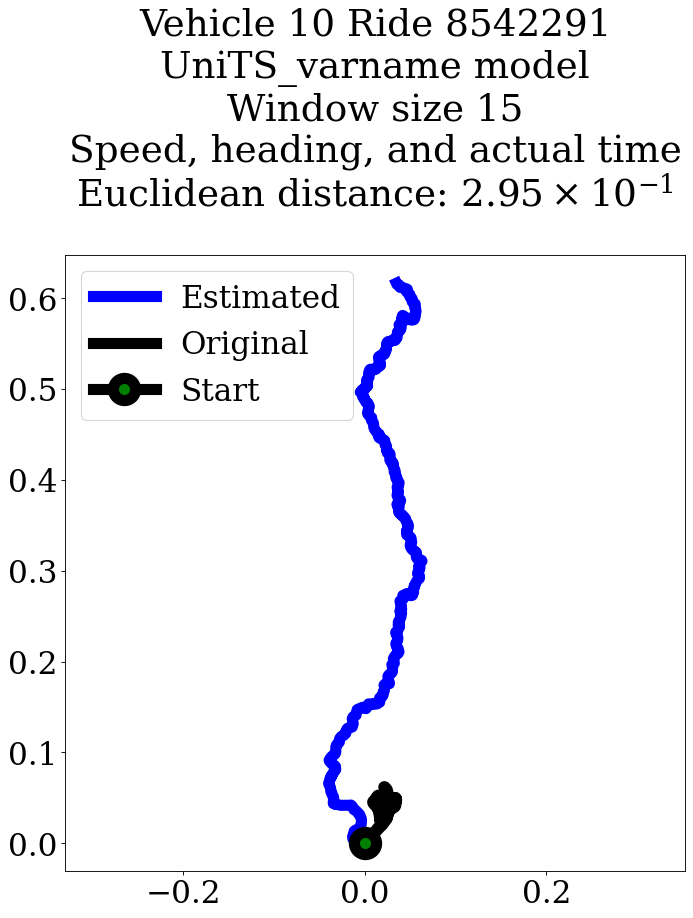 Vehicle 10 Ride 8542291
UniTS_varname model
Window size 15
Speed, heading, and actual time
Euclidean distance: 2.95 × 10⁻¹
Estimated
Original
Start
0.6
0.5
0.4
0.3
0.2
0.1
0.0
−0.2 0.0 0.2